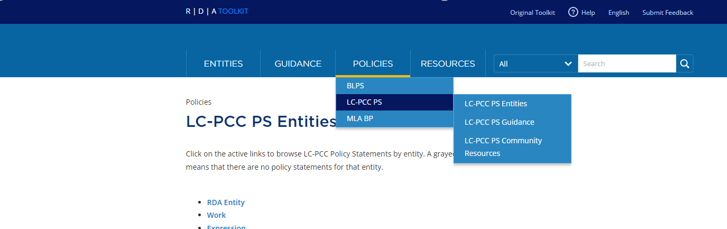 R | D | A TOOLKIT
Original Toolkit ? Help English Submit Feedback
ENTITIES GUIDANCE POLICIES RESOURCES All Search
BLPS
LC-PCC PS
MLA BP
LC-PCC PS Entities
LC-PCC PS Guidance
LC-PCC PS Community
Resources
Policies
LC-PCC PS Entities
Click on the active links to browse LC-PCC Policy Statements by entity. A grayed
means that there are no policy statements for that entity.
• RDA Entity
• Work
• Expression